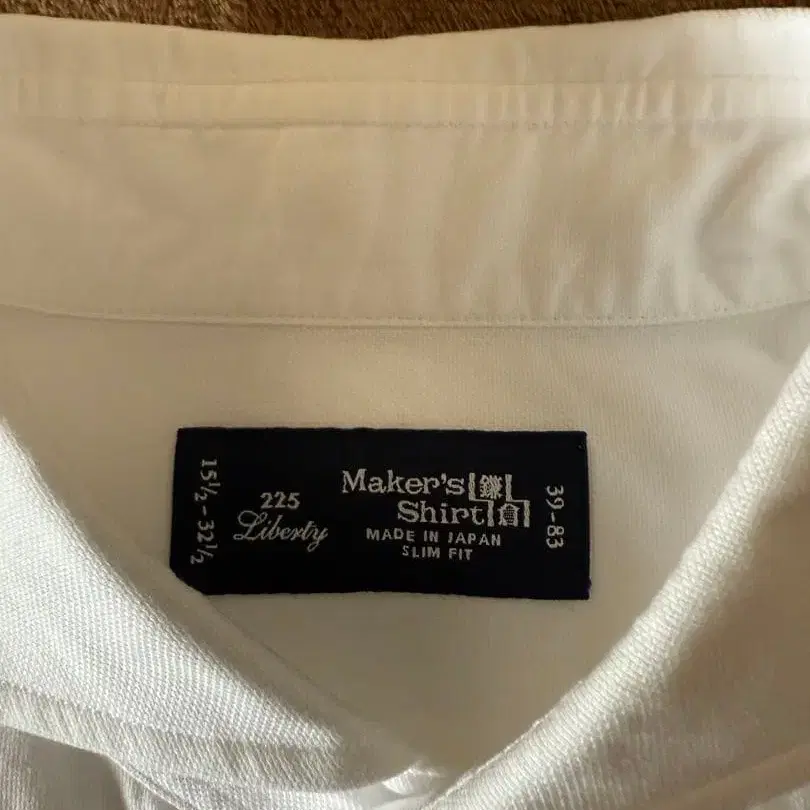 15½-32½
225
Liberty
Maker's 鎌
Shirt 倉
MADE IN JAPAN
SLIM FIT
39-83